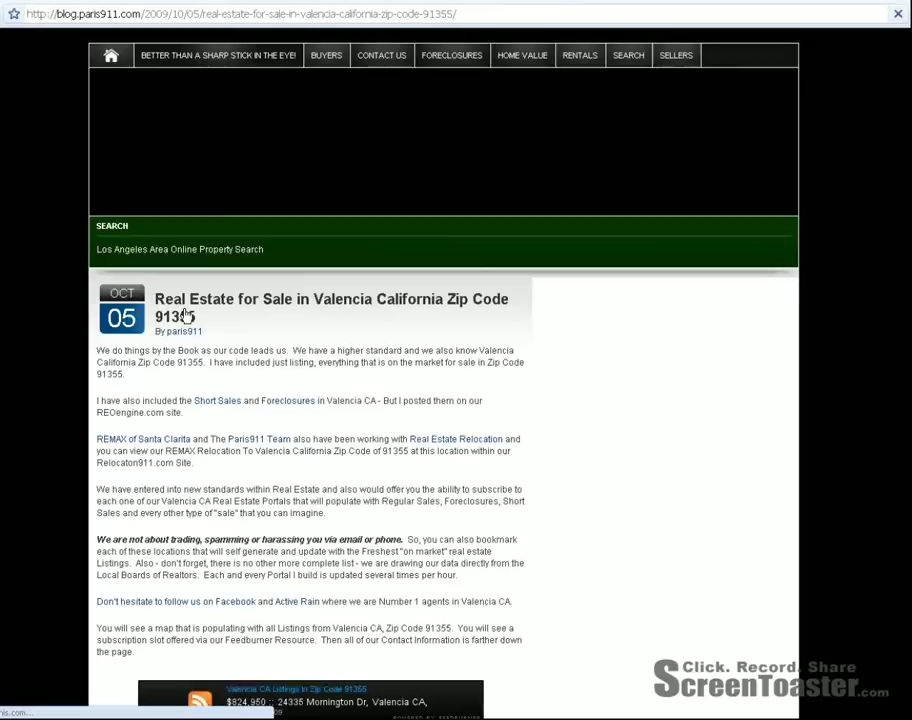 http://blog.paris911.com/2009/10/05/real-estate-for-sale-in-valencia-california-zip-code-91355/
BETTER THAN A SHARP STICK IN THE EYE! BUYERS CONTACT US FORECLOSURES HOME VALUE RENTALS SEARCH SELLERS
SEARCH
Los Angeles Area Online Property Search
OCT
05
Real Estate for Sale in Valencia California Zip Code
91355
By paris911
We do things by the Book as our code leads us. We have a higher standard and we also know Valencia
California Zip Code 91355. I have included just listing, everything that is on the market for sale in Zip Code
91355.
I have also included the Short Sales and Foreclosures in Valencia CA - But I posted them on our
REOengine.com site.
REMAX of Santa Clarita and The Paris911 Team also have been working with Real Estate Relocation and
you can view our REMAX Relocation To Valencia California Zip Code of 91355 at this location within our
Relocaton911.com Site.
We have entered into new standards within Real Estate and also would offer you the ability to subscribe to
each one of our Valencia CA Real Estate Portals that will populate with Regular Sales, Foreclosures, Short
Sales and every other type of "sale" that you can imagine.
We are not about trading, spamming or harassing you via email or phone. So, you can also bookmark
each of these locations that will self generate and update with the Freshest "on market" real estate
Listings. Also - don't forget, there is no other more complete list - we are drawing our data directly from the
Local Boards of Realtors. Each and every Portal I build is updated several times per hour.
Don't hesitate to follow us on Facebook and Active Rain where we are Number 1 agents in Valencia CA.
You will see a map that is populating with all Listings from Valencia CA, Zip Code 91355. You will see a
subscription slot offered via our Feedburner Resource. Then all of our Contact Information is farther down
the page.
Valencia CA Listings In Zip Code 91355
$824,950 :: 24335 Mornington Dr, Valencia CA,
Click. Record. Share
ScreenToaster.com